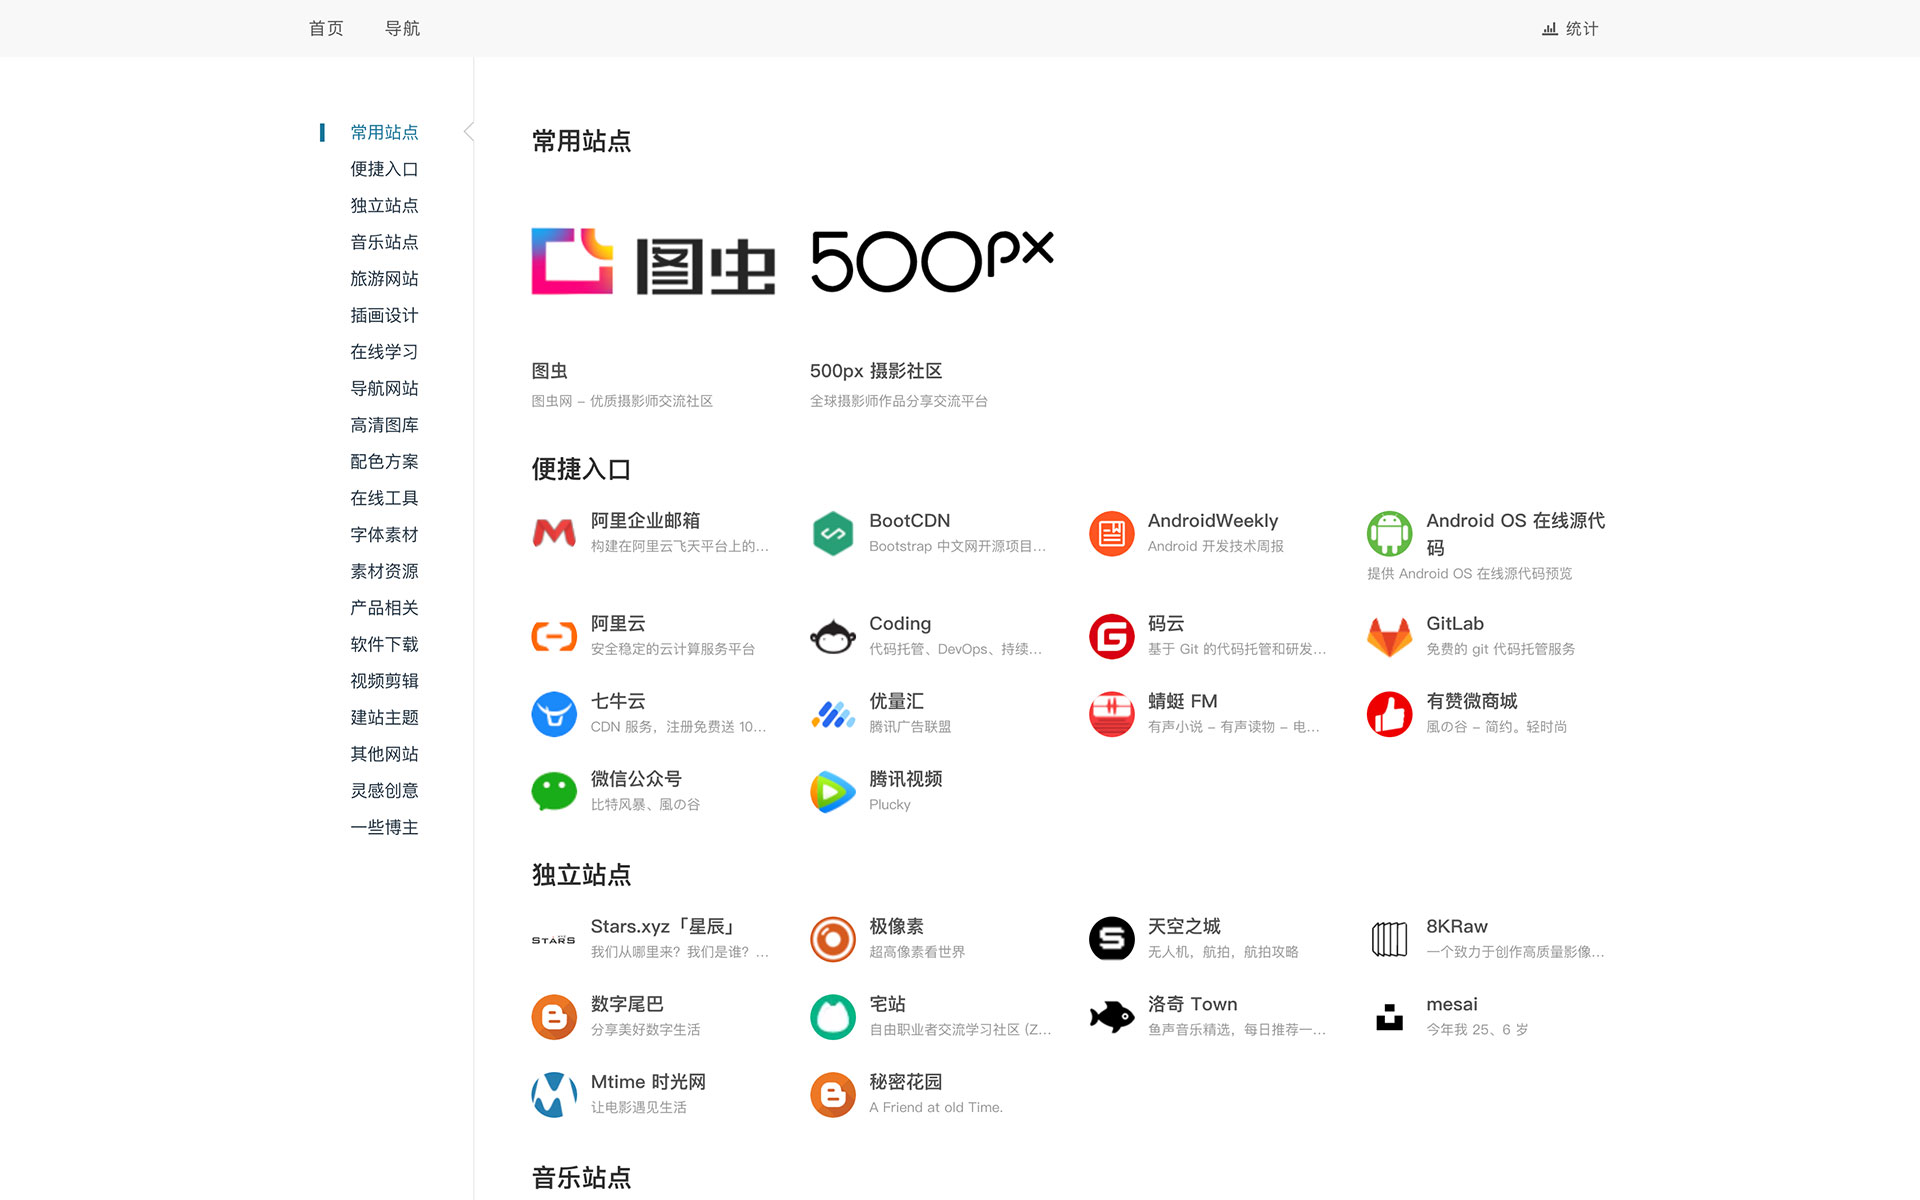 首页
导航
统计
常用站点
便捷入口
独立站点
音乐站点
旅游网站
插画设计
在线学习
导航网站
高清图库
配色方案
在线工具
字体素材
素材资源
产品相关
软件下载
视频剪辑
建站主题
其他网站
灵感创意
一些博主
常用站点
图虫
500px
图虫
图虫网 – 优质摄影师交流社区
500px 摄影社区
全球摄影师作品分享交流平台
便捷入口
阿里企业邮箱
构建在阿里云飞天平台上的...
BootCDN
Bootstrap 中文网开源项目...
AndroidWeekly
Android 开发技术周报
Android OS 在线源代
码
提供 Android OS 在线源代码预览
阿里云
安全稳定的云计算服务平台
Coding
代码托管、DevOps、持续...
码云
基于 Git 的代码托管和研发...
GitLab
免费的 git 代码托管服务
七牛云
CDN 服务，注册免费送 10...
优量汇
腾讯广告联盟
蜻蜓 FM
有声小说 – 有声读物 – 电...
有赞微商城
風の谷 – 简约。轻时尚
微信公众号
比特风暴、風の谷
腾讯视频
Plucky
独立站点
STARS
Stars.xyz「星辰」
我们从哪里来？我们是谁？...
极像素
超高像素看世界
天空之城
无人机，航拍，航拍攻略
8KRaw
一个致力于创作高质量影像...
数字尾巴
分享美好数字生活
宅站
自由职业者交流学习社区 (Z...
洛奇 Town
鱼声音乐精选，每日推荐一...
mesai
今年我 25、6 岁
Mtime 时光网
让电影遇见生活
秘密花园
A Friend at old Time.
音乐站点